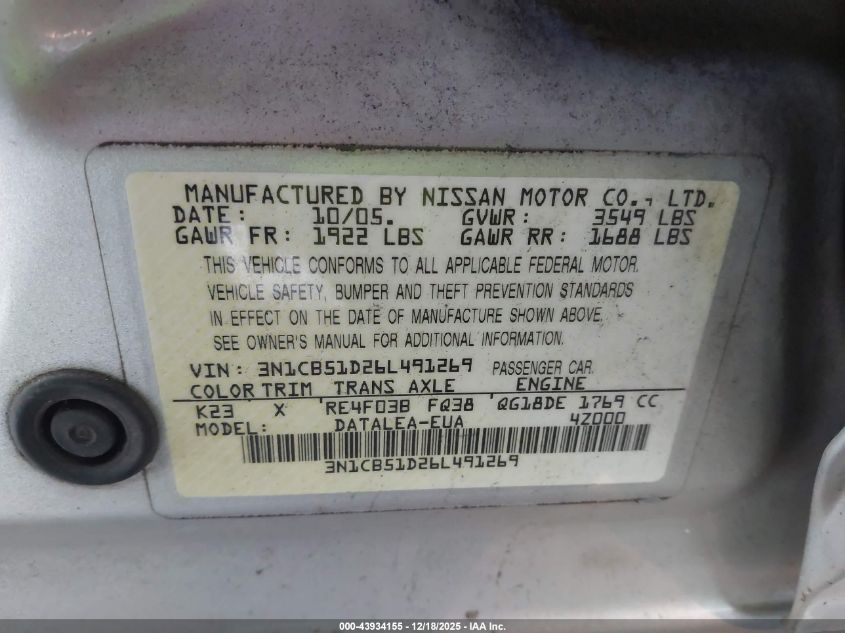 MANUFACTURED BY NISSAN MOTOR CO., LTD.
DATE: 10/05. GVWR: 3549 LBS
GAWR FR: 1922 LBS GAWR RR: 1688 LBS
THIS VEHICLE CONFORMS TO ALL APPLICABLE FEDERAL MOTOR
VEHICLE SAFETY, BUMPER AND THEFT PREVENTION STANDARDS
IN EFFECT ON THE DATE OF MANUFACTURE SHOWN ABOVE.
SEE OWNER'S MANUAL FOR ADDITIONAL INFORMATION.
VIN: 3N1CB51D26L491269 PASSENGER CAR
COLOR TRIM TRANS AXLE ENGINE
K23 X RE4F03B FQ38 QG18DE 1769 CC
MODEL: DATALEA-EUA 4Z000
3N1CB51D26L491269
000-43934155 - 12/18/2025 - IAA Inc.